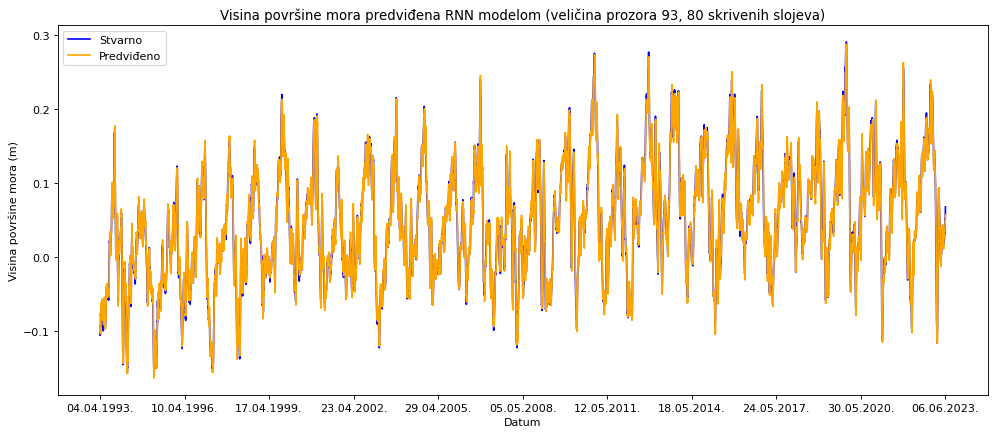 Visina površine mora predviđena RNN modelom (veličina prozora 93, 80 skrivenih slojeva)
Stvarno
Predviđeno
Visina površine mora (m)
0.3
0.2
0.1
0.0
−0.1
04.04.1993. 10.04.1996. 17.04.1999. 23.04.2002. 29.04.2005. 05.05.2008. 12.05.2011. 18.05.2014. 24.05.2017. 30.05.2020. 06.06.2023.
Datum